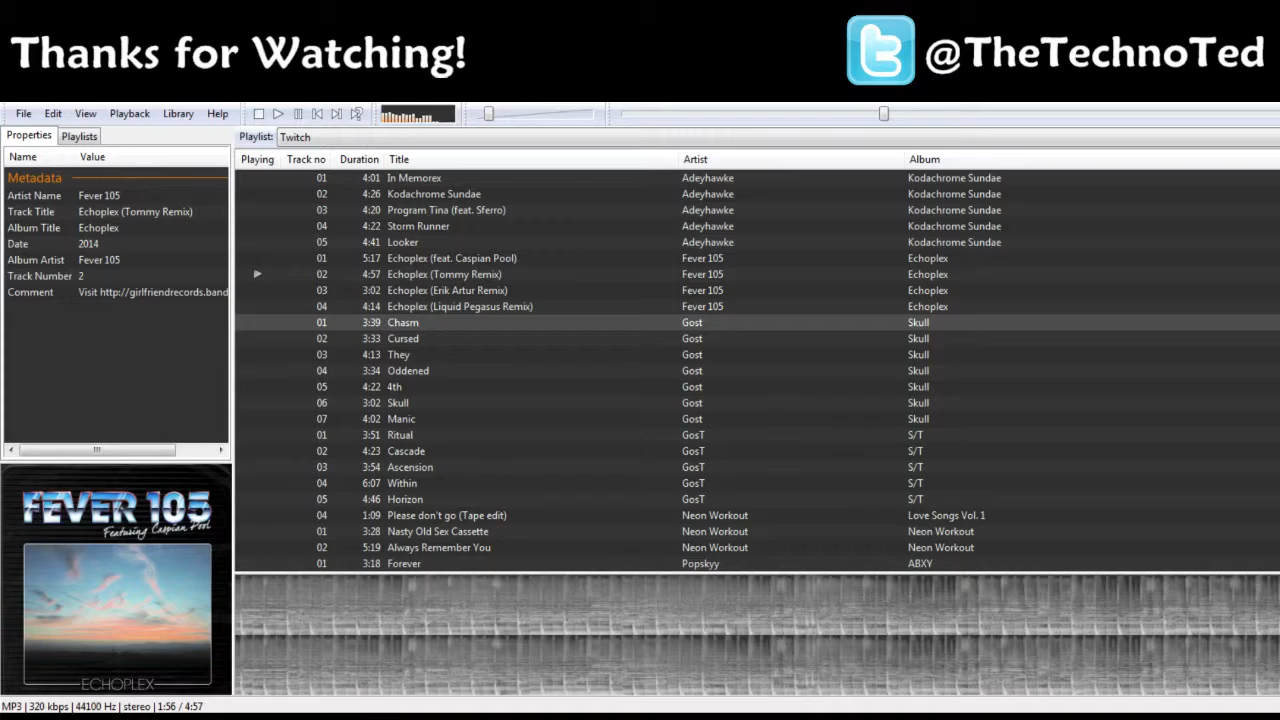 Thanks for Watching!
@TheTechnoTed
File Edit View Playback Library Help
Properties Playlists
Playlist: Twitch
Name Value
Playing Track no Duration Title Artist Album
Metadata
Artist Name Fever 105
Track Title Echoplex (Tommy Remix)
Album Title Echoplex
Date 2014
Album Artist Fever 105
Track Number 2
Comment Visit http://girlfriendrecords.band
01 4:01 In Memorex Adeyhawke Kodachrome Sundae
02 4:26 Kodachrome Sundae Adeyhawke Kodachrome Sundae
03 4:20 Program Tina (feat. Sferro) Adeyhawke Kodachrome Sundae
04 4:22 Storm Runner Adeyhawke Kodachrome Sundae
05 4:41 Looker Adeyhawke Kodachrome Sundae
01 5:17 Echoplex (feat. Caspian Pool) Fever 105 Echoplex
02 4:57 Echoplex (Tommy Remix) Fever 105 Echoplex
03 3:02 Echoplex (Erik Artur Remix) Fever 105 Echoplex
04 4:14 Echoplex (Liquid Pegasus Remix) Fever 105 Echoplex
01 3:39 Chasm Gost Skull
02 3:33 Cursed Gost Skull
03 4:13 They Gost Skull
04 3:34 Oddened Gost Skull
05 4:22 4th Gost Skull
06 3:02 Skull Gost Skull
07 4:02 Manic Gost Skull
01 3:51 Ritual GosT S/T
02 4:23 Cascade GosT S/T
03 3:54 Ascension GosT S/T
04 6:07 Within GosT S/T
05 4:46 Horizon GosT S/T
04 1:09 Please don't go (Tape edit) Neon Workout Love Songs Vol. 1
01 3:28 Nasty Old Sex Cassette Neon Workout Neon Workout
02 5:19 Always Remember You Neon Workout Neon Workout
01 3:18 Forever Popskyy ABXY
FEVER 105
Featuring Caspian Pool
ECHOPLEX
MP3 | 320 kbps | 44100 Hz | stereo | 1:56 / 4:57